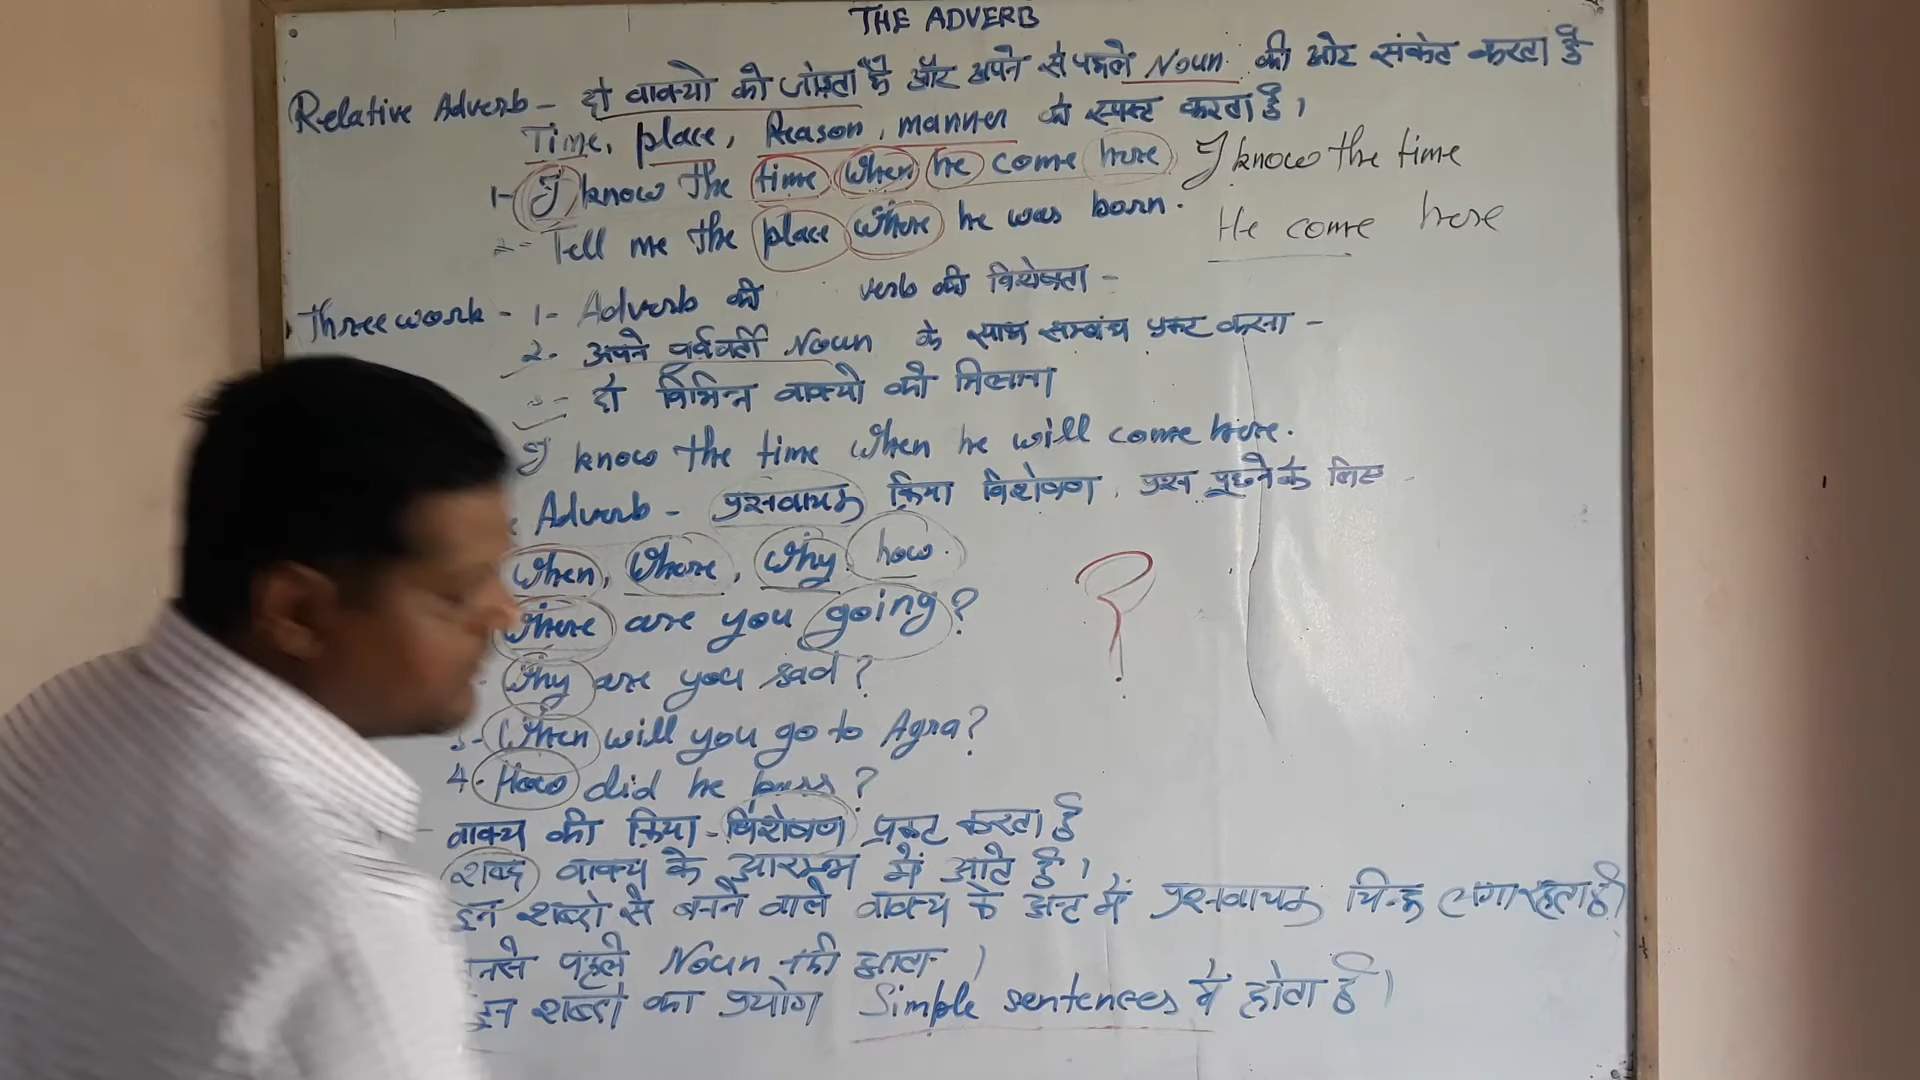 THE ADVERB
Relative Adverb - दो वाक्यो को जोड़ता है और अपने से पहले Noun की ओर संकेत करता है
Time, place, Reason, manner को स्पष्ट करता है।
1- I know the time when he come here I know the time
2- Tell me the place where he was born. He come here
Three work - 1- Adverb की verb की विशेषता -
2- अपने पूर्ववर्ती Noun के साथ सम्बंध प्रकट करना -
3- दो विभिन्न वाक्यो को मिलाना
I know the time when he will come here.
Adverb - प्रश्नवाचक क्रिया विशेषण, प्रश्न पूछने के लिए -
When, Where, Why, how.
Where are you going?
Why are you sad?
3- When will you go to Agra?
4- How did he ?
वाक्य की क्रिया-विशेषण प्रकट करता है
शब्द वाक्य के आरम्भ में आते है।
इन शब्दो से बनने वाले वाक्य के अन्त में प्रश्नवाचक चिन्ह लगा रहता है।
पहले Noun नही आता।
इन शब्दो का प्रयोग Simple sentences में होता है।